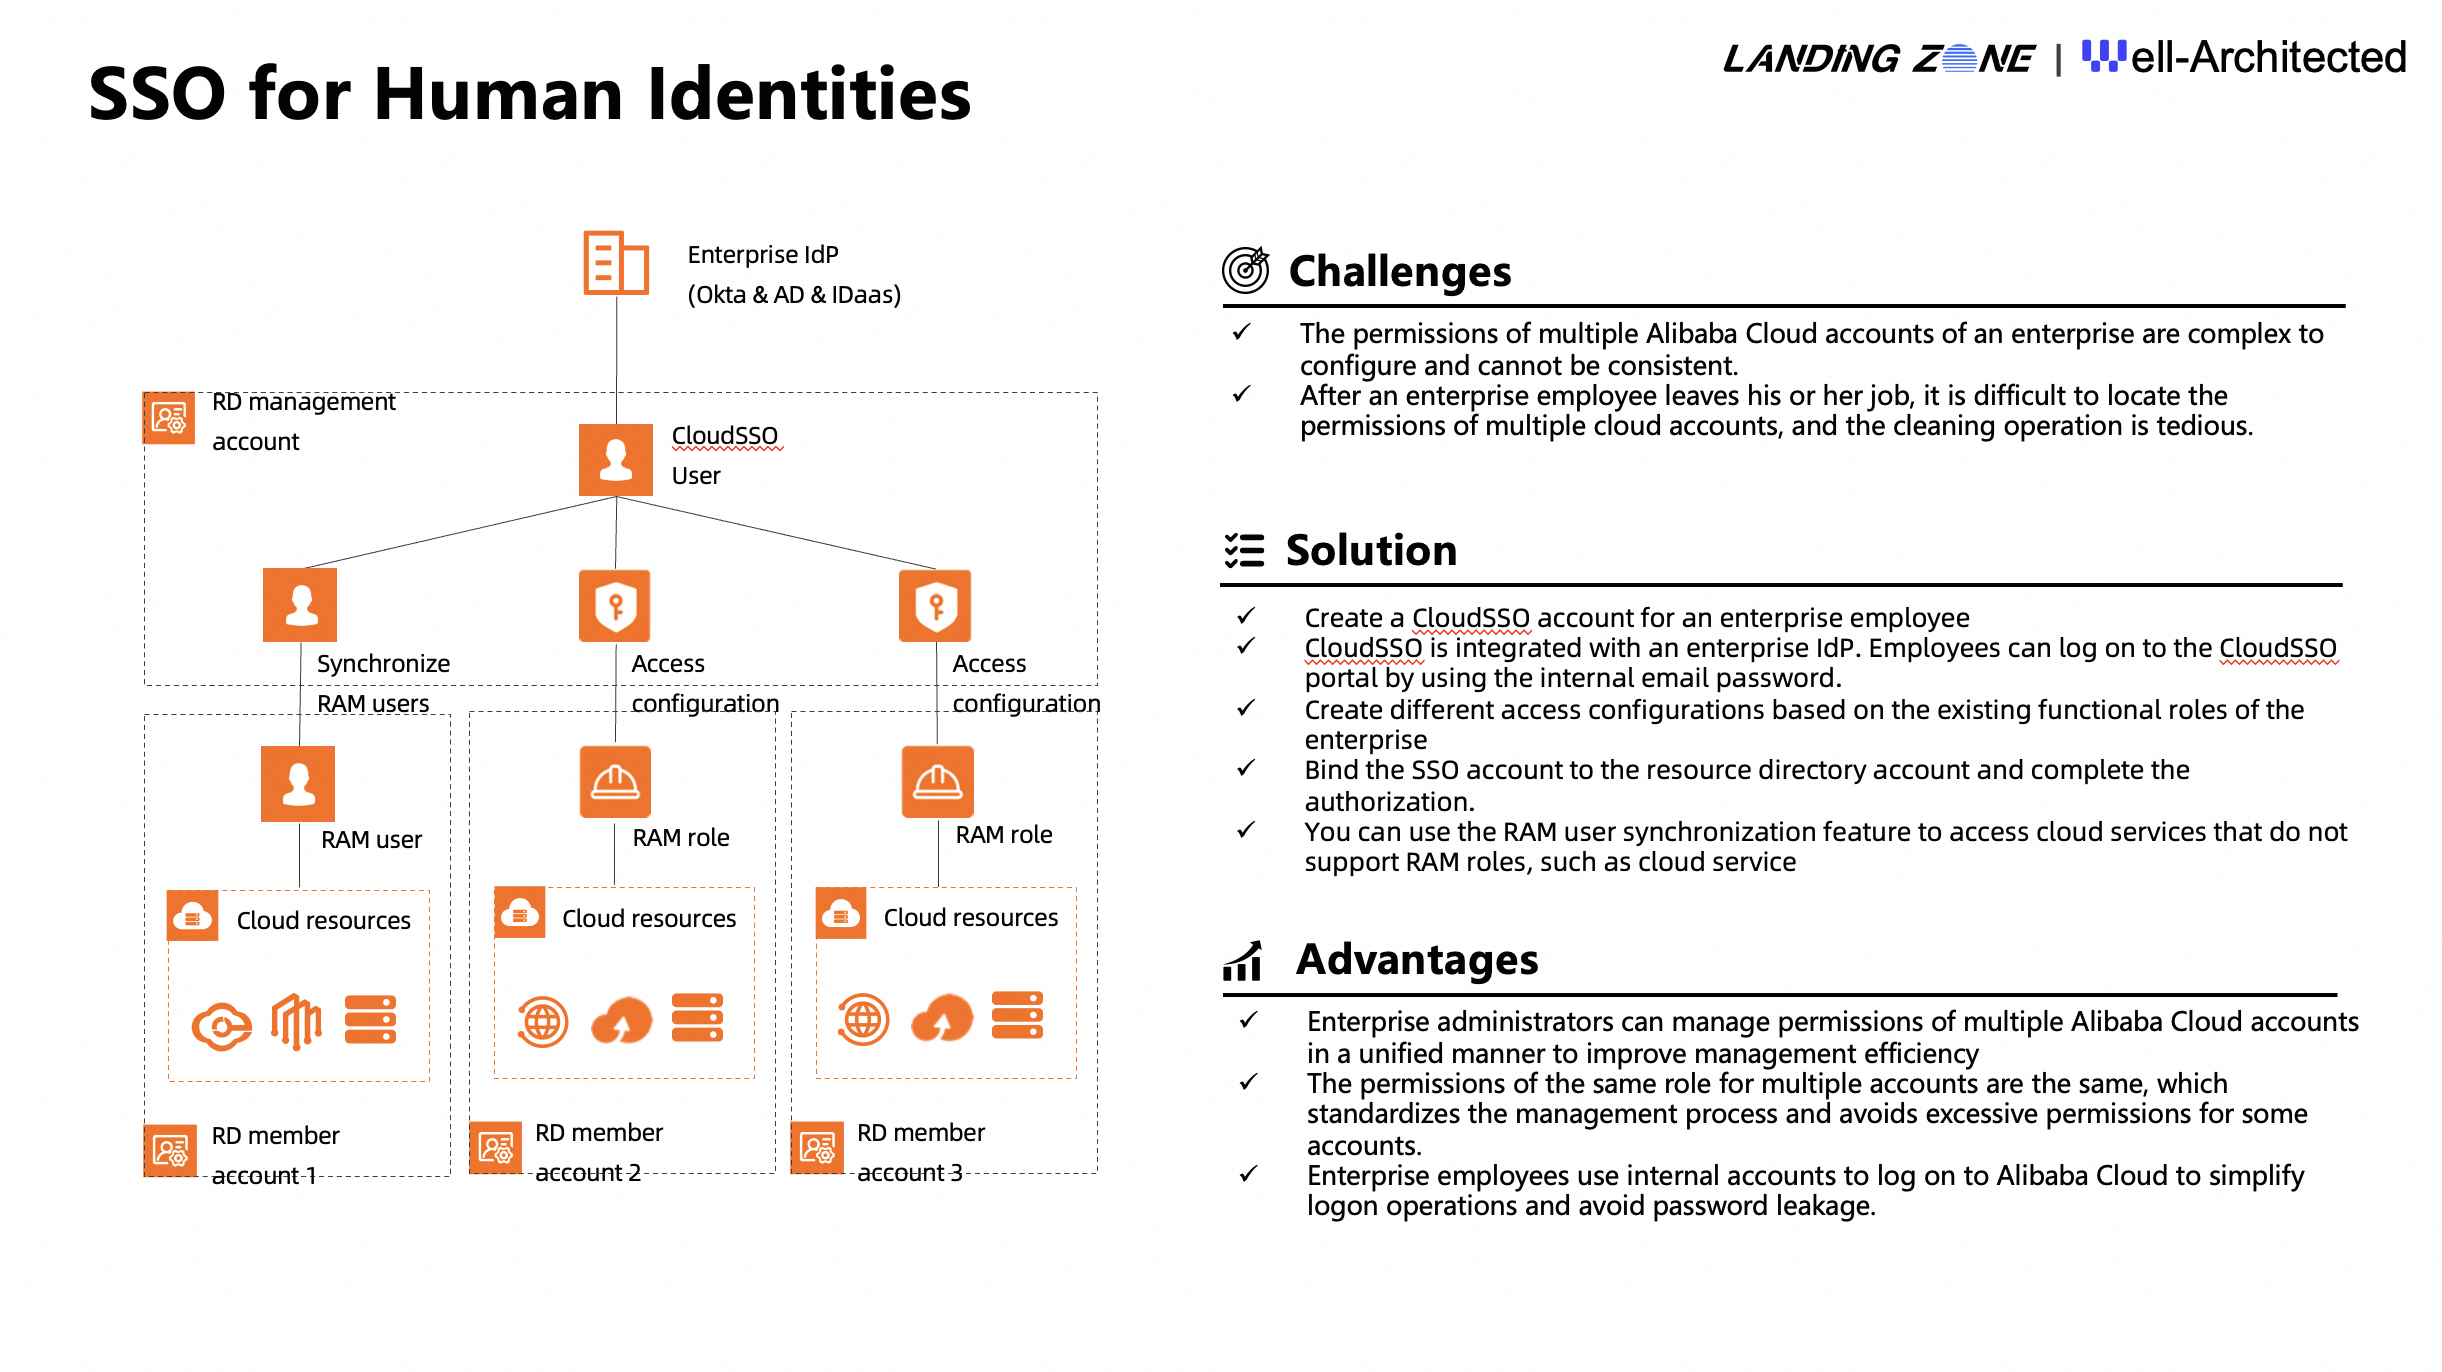 SSO for Human Identities
LANDING ZONE | Well-Architected
Enterprise IdP
(Okta & AD & IDaas)
RD management
account
CloudSSO
User
Synchronize
RAM users
Access
configuration
Access
configuration
RAM user
RAM role
RAM role
Cloud resources
Cloud resources
Cloud resources
RD member
account 1
RD member
account 2
RD member
account 3
Challenges
✓ The permissions of multiple Alibaba Cloud accounts of an enterprise are complex to
configure and cannot be consistent.
✓ After an enterprise employee leaves his or her job, it is difficult to locate the
permissions of multiple cloud accounts, and the cleaning operation is tedious.
Solution
✓ Create a CloudSSO account for an enterprise employee
✓ CloudSSO is integrated with an enterprise IdP. Employees can log on to the CloudSSO
portal by using the internal email password.
✓ Create different access configurations based on the existing functional roles of the
enterprise
✓ Bind the SSO account to the resource directory account and complete the
authorization.
✓ You can use the RAM user synchronization feature to access cloud services that do not
support RAM roles, such as cloud service
Advantages
✓ Enterprise administrators can manage permissions of multiple Alibaba Cloud accounts
in a unified manner to improve management efficiency
✓ The permissions of the same role for multiple accounts are the same, which
standardizes the management process and avoids excessive permissions for some
accounts.
✓ Enterprise employees use internal accounts to log on to Alibaba Cloud to simplify
logon operations and avoid password leakage.